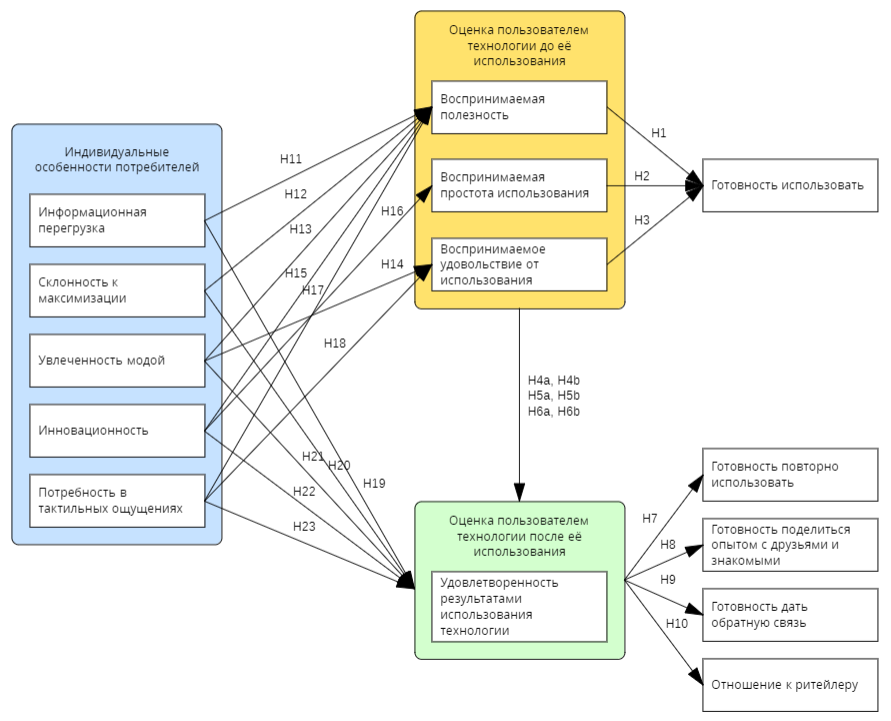 Индивидуальные
особенности потребителей
Информационная
перегрузка
Склонность к
максимизации
Увлеченность модой
Инновационность
Потребность в
тактильных ощущениях
H11
H12
H13
H15
H17
H16
H14
H18
H21
H20
H19
H22
H23
Оценка пользователем
технологии до её
использования
Воспринимаемая
полезность
Воспринимаемая
простота использования
Воспринимаемое
удовольствие от
использования
H1
H2
H3
Готовность использовать
H4a, H4b
H5a, H5b
H6a, H6b
Оценка пользователем
технологии после её
использования
Удовлетворенность
результатами
использования
технологии
H7
H8
H9
H10
Готовность повторно
использовать
Готовность поделиться
опытом с друзьями и
знакомыми
Готовность дать
обратную связь
Отношение к ритейлеру